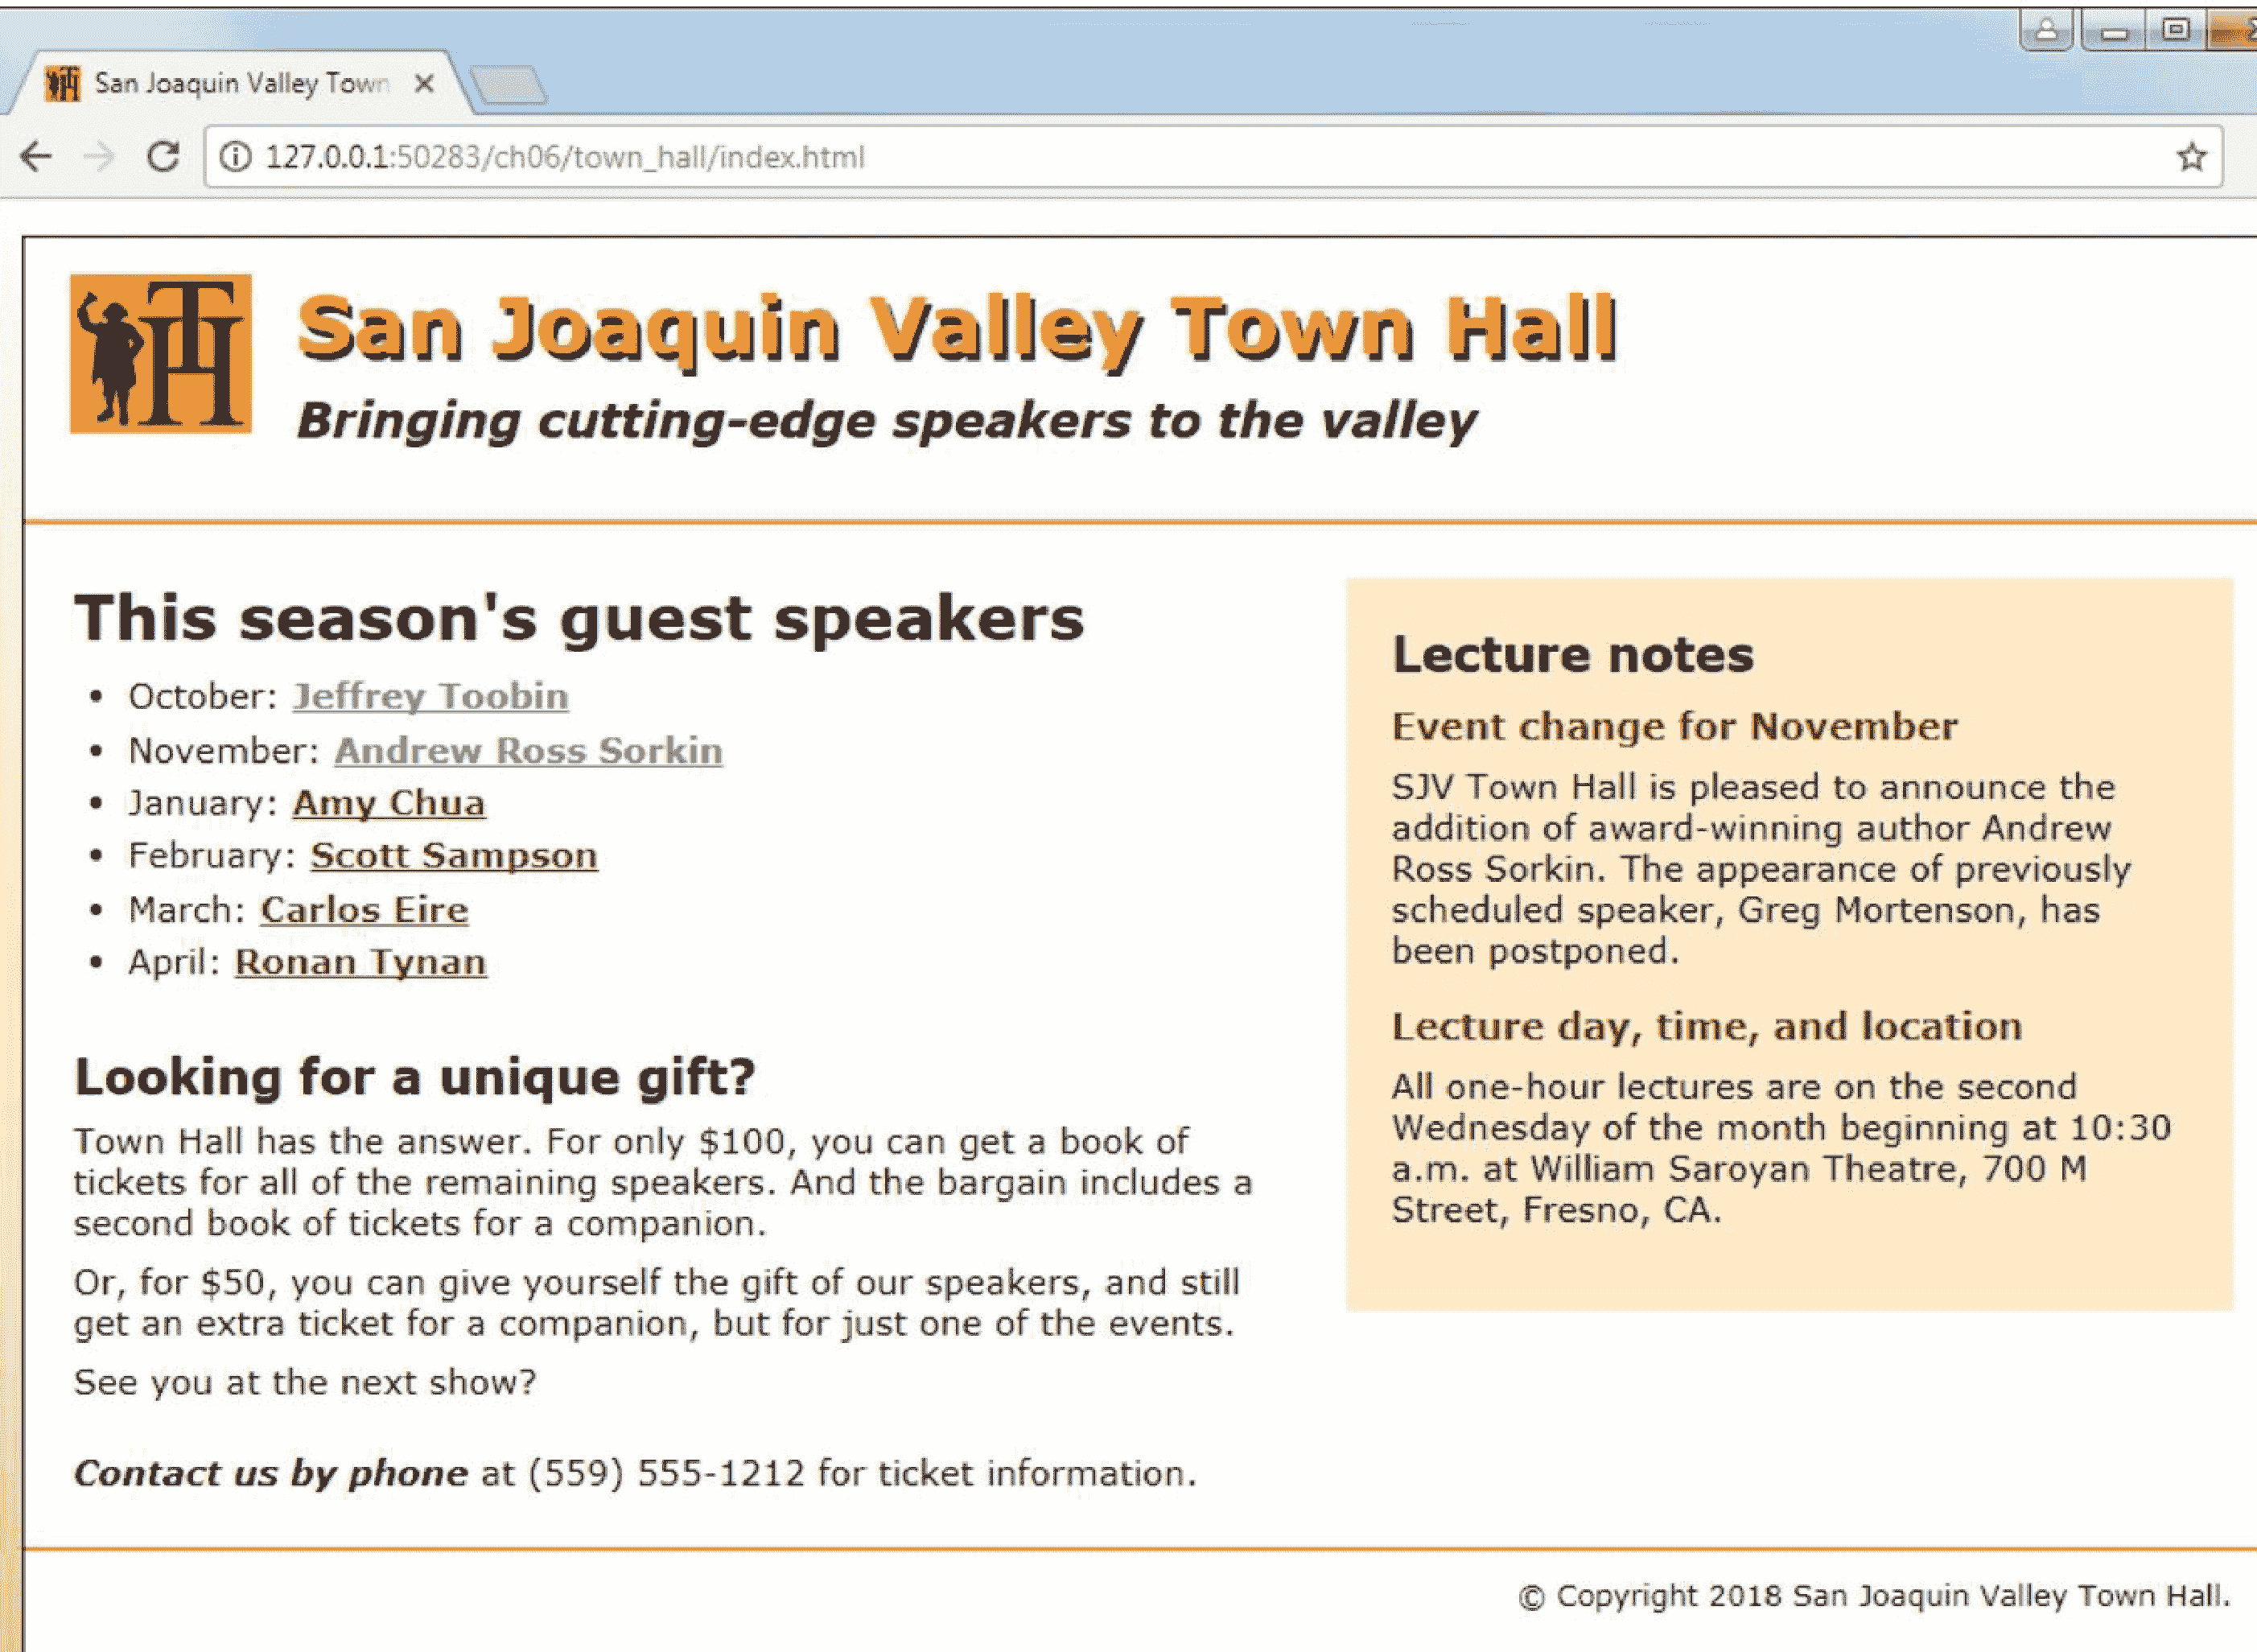 San Joaquin Valley Town
127.0.0.1:50283/ch06/town_hall/index.html
TH
San Joaquin Valley Town Hall
Bringing cutting-edge speakers to the valley
This season's guest speakers
• October: Jeffrey Toobin
• November: Andrew Ross Sorkin
• January: Amy Chua
• February: Scott Sampson
• March: Carlos Eire
• April: Ronan Tynan
Looking for a unique gift?
Town Hall has the answer. For only $100, you can get a book of
tickets for all of the remaining speakers. And the bargain includes a
second book of tickets for a companion.
Or, for $50, you can give yourself the gift of our speakers, and still
get an extra ticket for a companion, but for just one of the events.
See you at the next show?
Contact us by phone at (559) 555-1212 for ticket information.
Lecture notes
Event change for November
SJV Town Hall is pleased to announce the
addition of award-winning author Andrew
Ross Sorkin. The appearance of previously
scheduled speaker, Greg Mortenson, has
been postponed.
Lecture day, time, and location
All one-hour lectures are on the second
Wednesday of the month beginning at 10:30
a.m. at William Saroyan Theatre, 700 M
Street, Fresno, CA.
© Copyright 2018 San Joaquin Valley Town Hall.